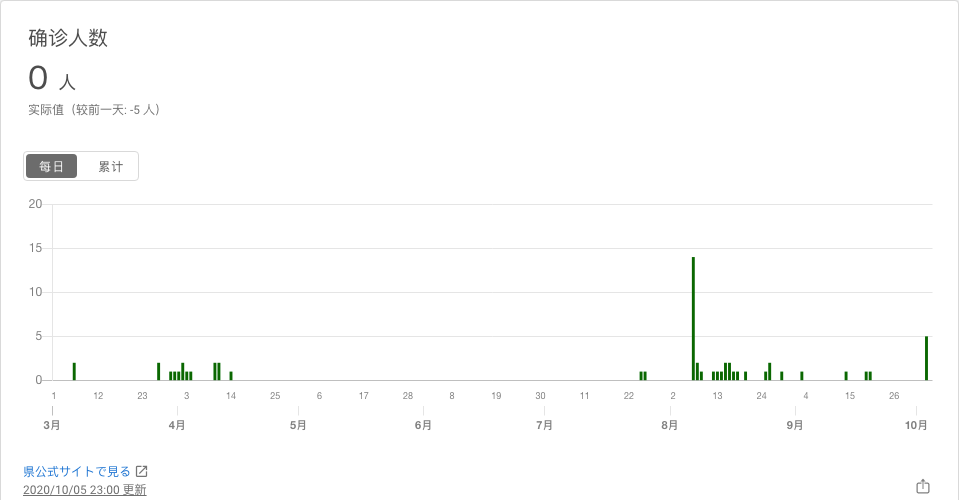 确诊人数
0 人
实际值（较前一天: -5 人）
每日 累计
20
15
10
5
0
1 12 23 3 14 25 6 17 28 8 19 30 11 22 2 13 24 4 15 26
3月 4月 5月 6月 7月 8月 9月 10月
県公式サイトで見る
2020/10/05 23:00 更新